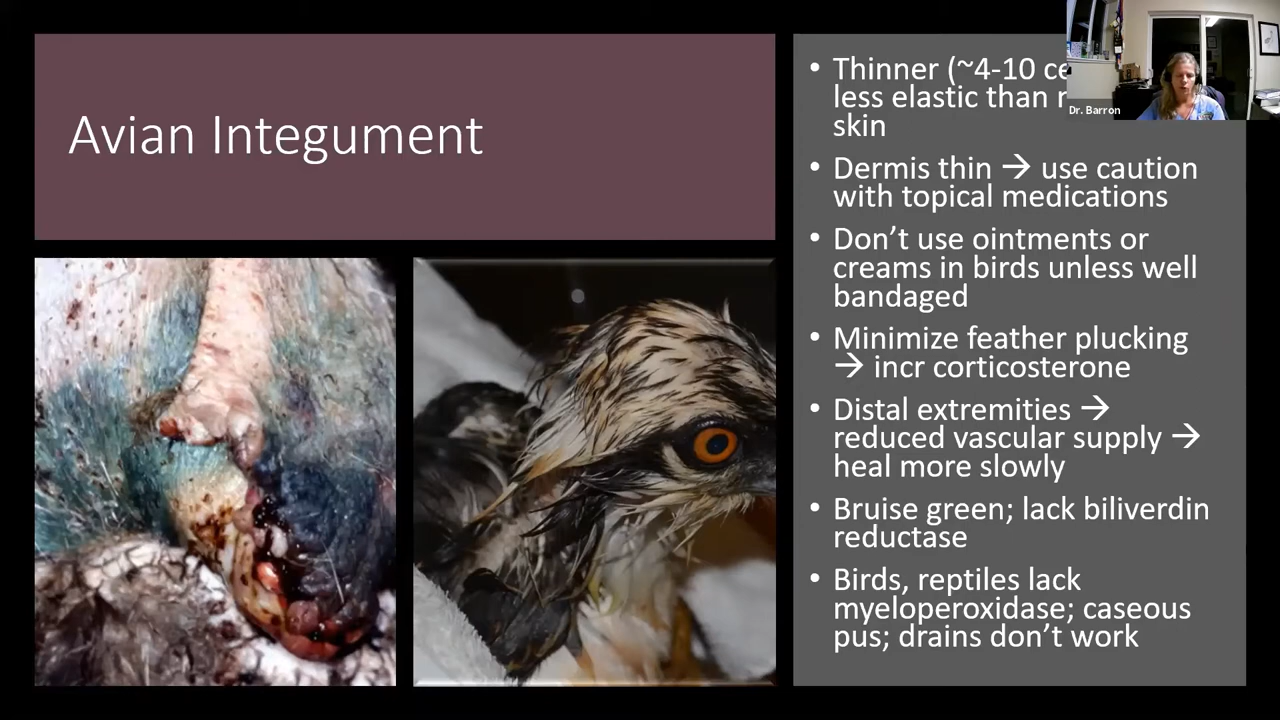 Avian Integument
• Thinner (~4-10
less elastic than
skin
• Dermis thin → use caution
with topical medications
• Don’t use ointments or
creams in birds unless well
bandaged
• Minimize feather plucking
→ incr corticosterone
• Distal extremities →
reduced vascular supply →
heal more slowly
• Bruise green; lack biliverdin
reductase
• Birds, reptiles lack
myeloperoxidase; caseous
pus; drains don’t work
Dr. Barron